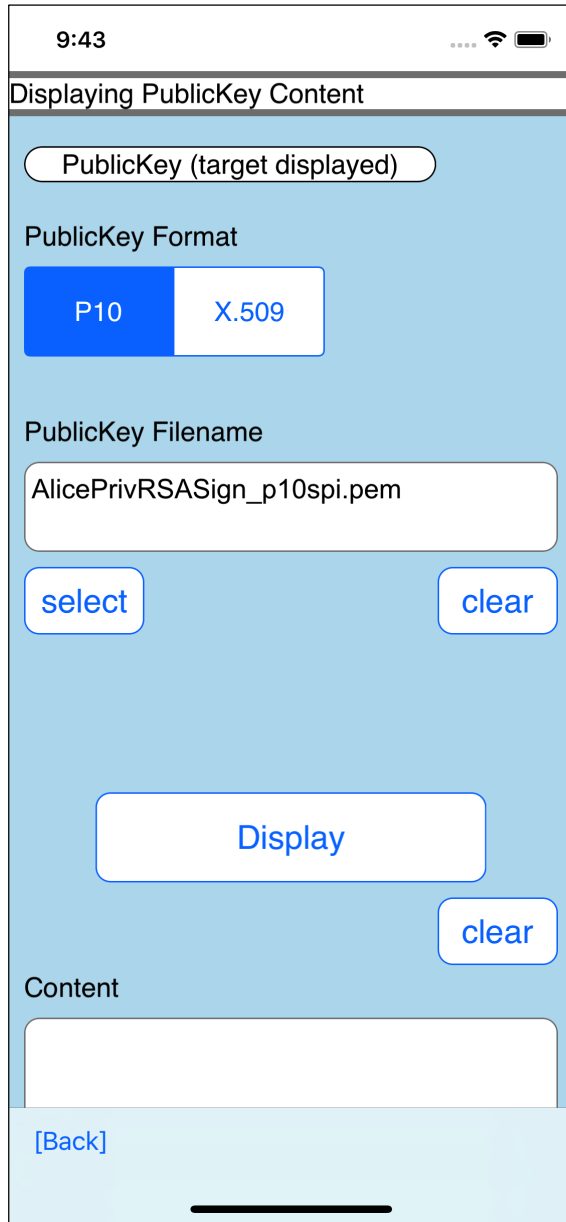 9:43
Displaying PublicKey Content
PublicKey (target displayed)
PublicKey Format
P10 X.509
PublicKey Filename
AlicePrivRSASign_p10spi.pem
select clear
Display
clear
Content
[Back]